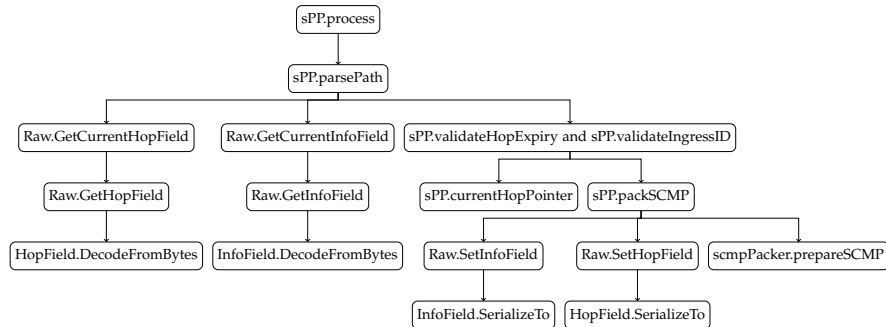 sPP.process
sPP.parsePath
Raw.GetCurrentHopField
Raw.GetCurrentInfoField
sPP.validateHopExpiry and sPP.validateIngressID
Raw.GetHopField
Raw.GetInfoField
sPP.currentHopPointer
sPP.packSCMP
HopField.DecodeFromBytes
InfoField.DecodeFromBytes
Raw.SetInfoField
Raw.SetHopField
scmpPacker.prepareSCMP
InfoField.SerializeTo
HopField.SerializeTo